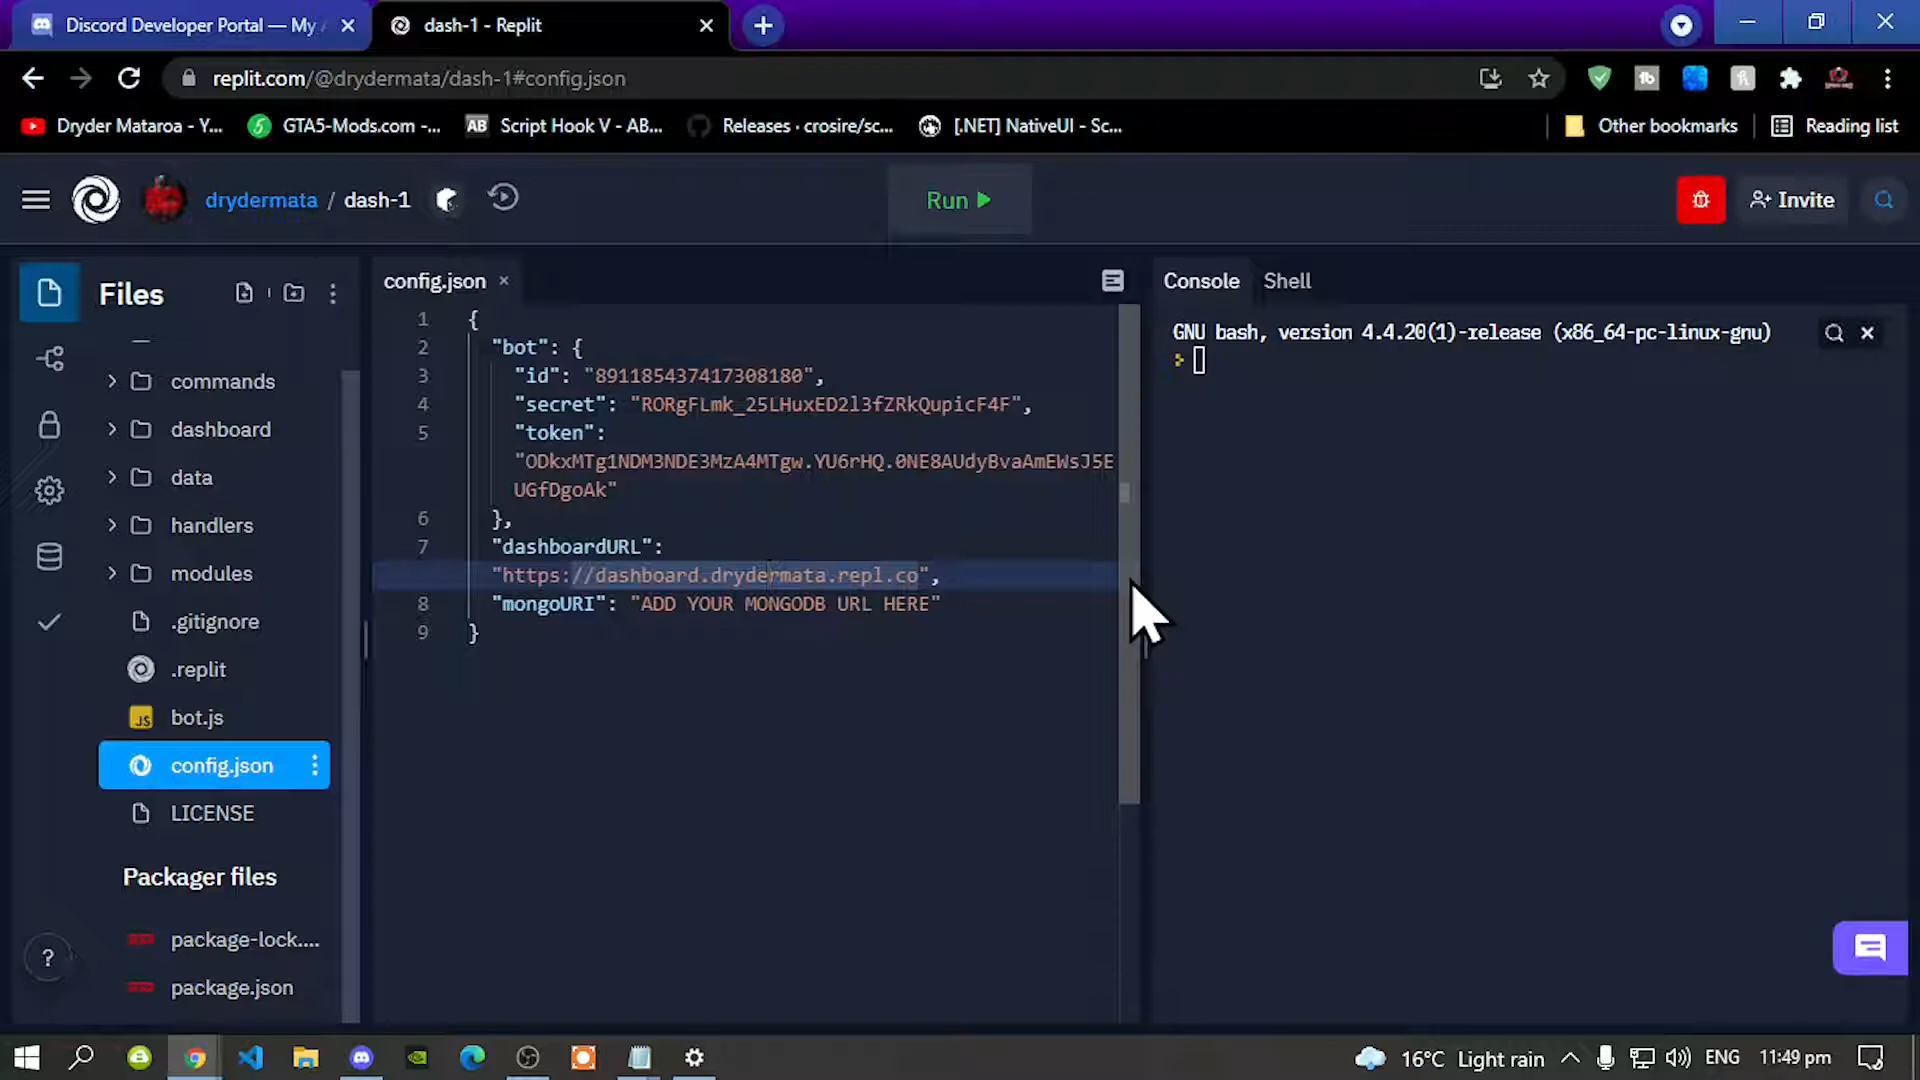 Discord Developer Portal — My
dash-1 - Replit
replit.com/@drydermata/dash-1#config.json
Dryder Mataroa - Y...
GTA5-Mods.com -...
AB
Script Hook V - AB...
Releases · crosire/sc...
[.NET] NativeUI - Sc...
Other bookmarks
Reading list
drydermata / dash-1
Run
Invite
Files
commands
dashboard
data
handlers
modules
.gitignore
.replit
JS bot.js
config.json
LICENSE
Packager files
package-lock....
package.json
config.json
1 {
2 "bot": {
3 "id": "891185437417308180",
4 "secret": "RORgFLmk_25LHuxED2l3fZRkQupicF4F",
5 "token":
"ODkxMTg1NDM3NDE3MzA4MTgw.YU6rHQ.0NE8AUdyBvaAmEWsJ5E
UGfDgoAk"
6 },
7 "dashboardURL":
"https://dashboard.drydermata.repl.co",
8 "mongoURI": "ADD YOUR MONGODB URL HERE"
9 }
Console
Shell
GNU bash, version 4.4.20(1)-release (x86_64-pc-linux-gnu)
?
16°C Light rain
ENG
11:49 pm